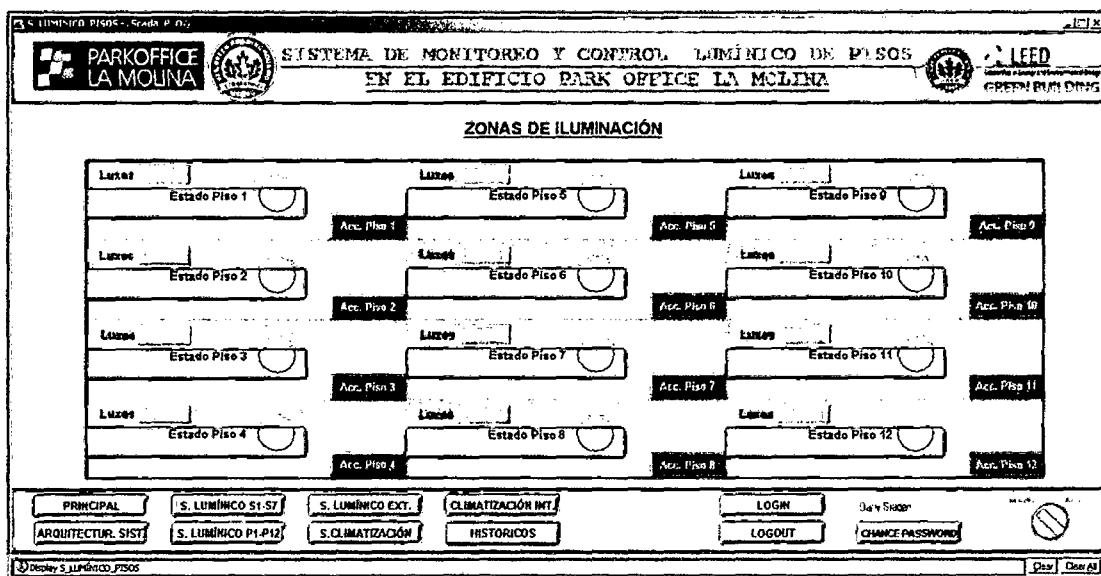 S_LUMINICO_PISOS - Scada
PARKOFFICE
LA MOLINA
SISTEMA DE MONITOREO Y CONTROL LUMÍNICO DE PISOS
EN EL EDIFICIO PARK OFFICE LA MOLINA
LEED
GREEN BUILDING
ZONAS DE ILUMINACIÓN
Luxes Luxes Luxes
Estado Piso 1 Estado Piso 5 Estado Piso 9
Acc. Piso 1 Acc. Piso 5 Acc. Piso 9
Luxes Luxes Luxes
Estado Piso 2 Estado Piso 6 Estado Piso 10
Acc. Piso 2 Acc. Piso 6 Acc. Piso 10
Luxes Luxes Luxes
Estado Piso 3 Estado Piso 7 Estado Piso 11
Acc. Piso 3 Acc. Piso 7 Acc. Piso 11
Luxes Luxes Luxes
Estado Piso 4 Estado Piso 8 Estado Piso 12
Acc. Piso 4 Acc. Piso 8 Acc. Piso 12
PRINCIPAL S. LUMÍNICO S1-S7 S. LUMÍNICO EXT. CLIMATIZACIÓN INT. LOGIN
ARQUITECTUR. SIST S. LUMÍNICO P1-P12 S.CLIMATIZACIÓN HISTORICOS LOGOUT CHANGE PASSWORD
Display S_LUMÍNICO_PISOS Clear Clear All